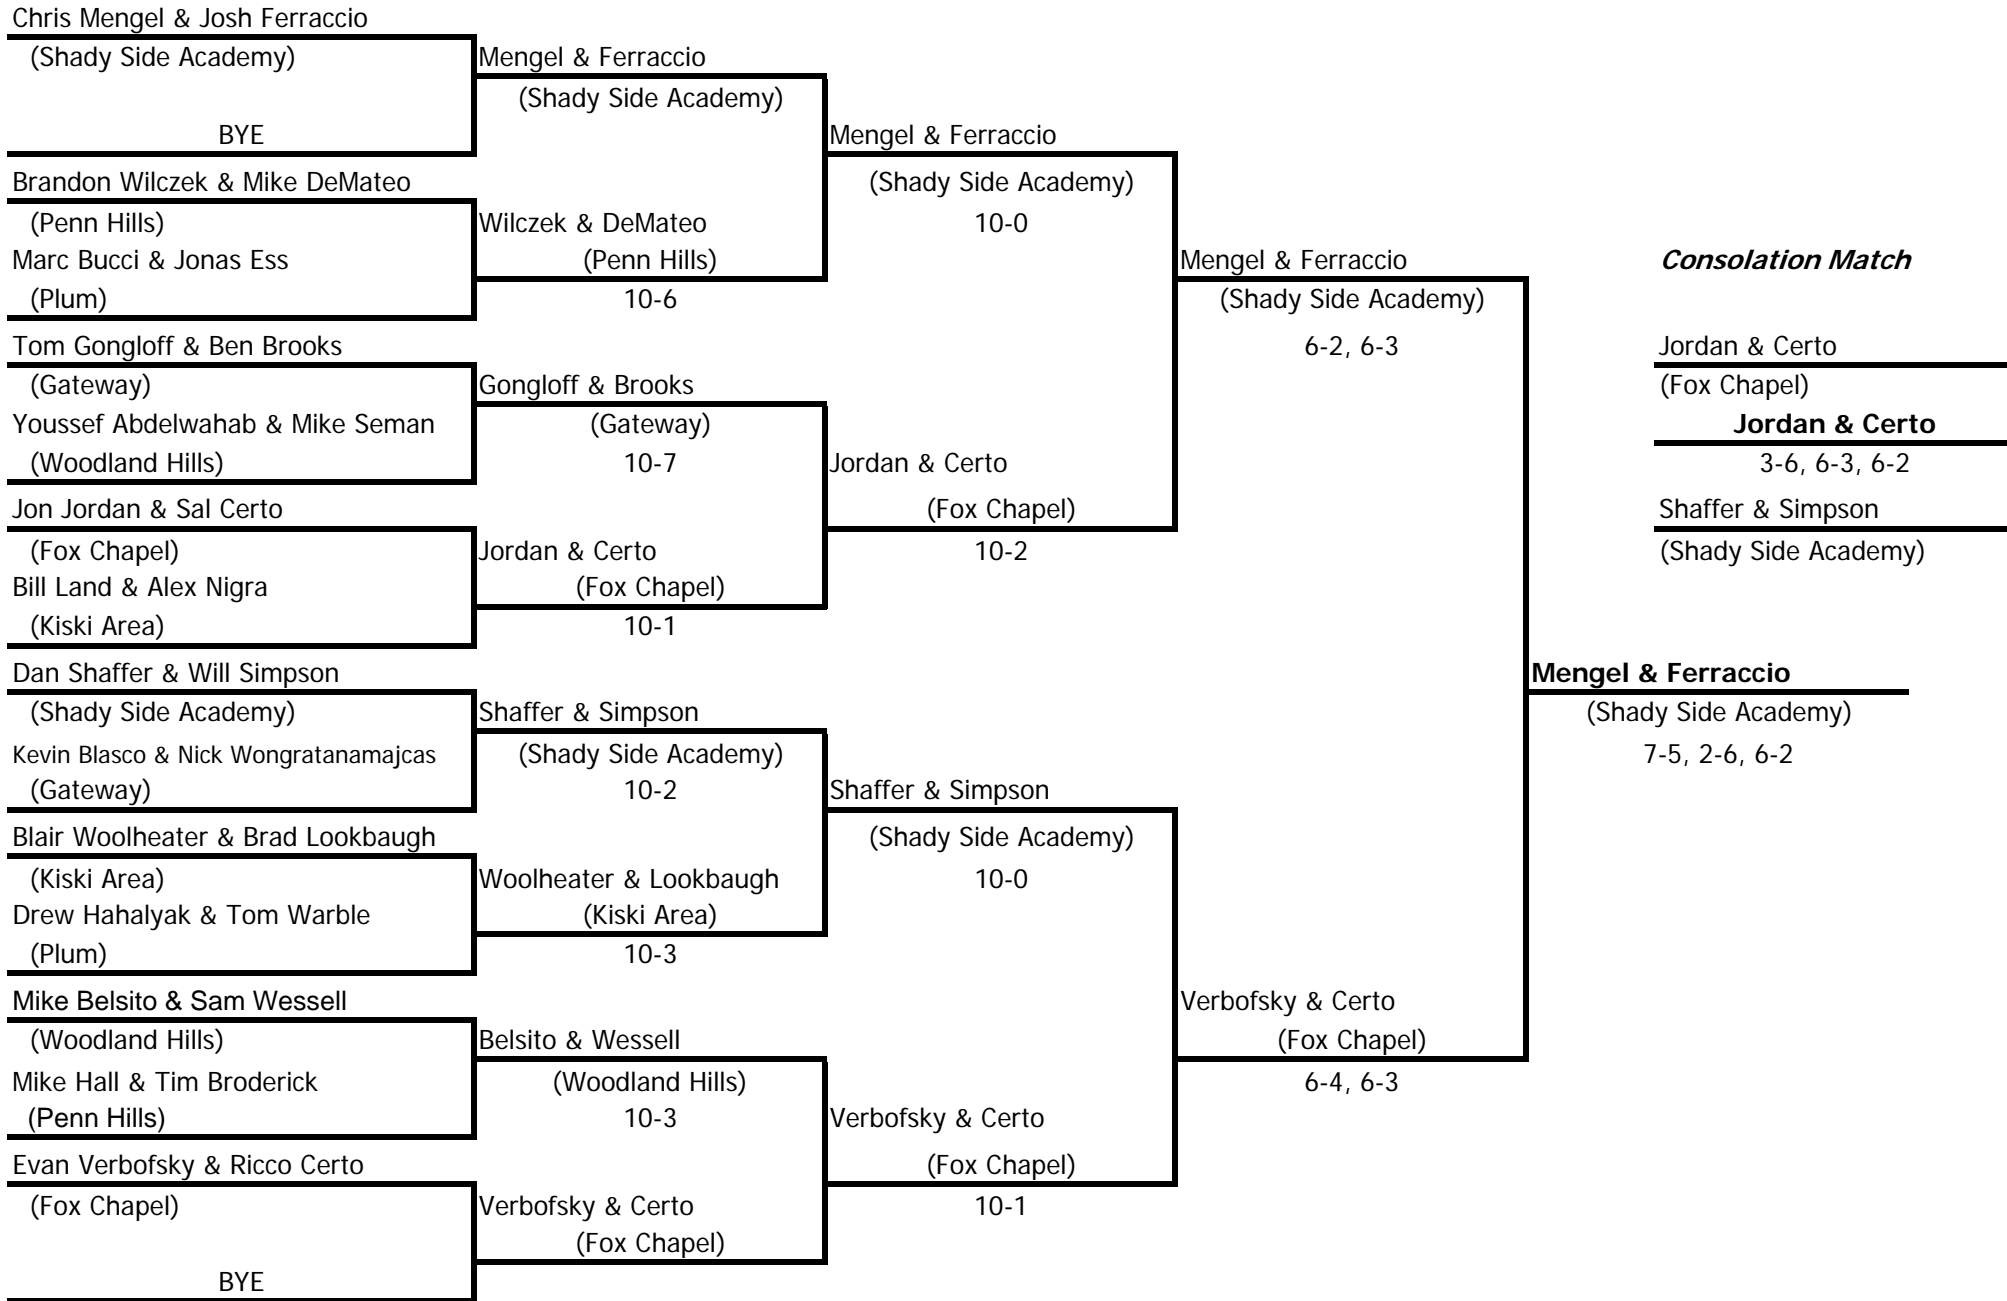 Chris Mengel & Josh Ferraccio
(Shady Side Academy)
BYE
Brandon Wilczek & Mike DeMateo
(Penn Hills)
Marc Bucci & Jonas Ess
(Plum)
Tom Gongloff & Ben Brooks
(Gateway)
Youssef Abdelwahab & Mike Seman
(Woodland Hills)
Jon Jordan & Sal Certo
(Fox Chapel)
Bill Land & Alex Nigra
(Kiski Area)
Dan Shaffer & Will Simpson
(Shady Side Academy)
Kevin Blasco & Nick Wongratanamajcas
(Gateway)
Blair Woolheater & Brad Lookbaugh
(Kiski Area)
Drew Hahalyak & Tom Warble
(Plum)
Mike Belsito & Sam Wessell
(Woodland Hills)
Mike Hall & Tim Broderick
(Penn Hills)
Evan Verbofsky & Ricco Certo
(Fox Chapel)
BYE
Mengel & Ferraccio
(Shady Side Academy)
Wilczek & DeMateo
(Penn Hills)
10-6
Gongloff & Brooks
(Gateway)
10-7
Jordan & Certo
(Fox Chapel)
10-1
Shaffer & Simpson
(Shady Side Academy)
10-2
Woolheater & Lookbaugh
(Kiski Area)
10-3
Belsito & Wessell
(Woodland Hills)
10-3
Verbofsky & Certo
(Fox Chapel)
Mengel & Ferraccio
(Shady Side Academy)
10-0
Jordan & Certo
(Fox Chapel)
10-2
Shaffer & Simpson
(Shady Side Academy)
10-0
Verbofsky & Certo
(Fox Chapel)
10-1
Mengel & Ferraccio
(Shady Side Academy)
6-2, 6-3
Verbofsky & Certo
(Fox Chapel)
6-4, 6-3
Mengel & Ferraccio
(Shady Side Academy)
7-5, 2-6, 6-2
Consolation Match
Jordan & Certo
(Fox Chapel)
Jordan & Certo
3-6, 6-3, 6-2
Shaffer & Simpson
(Shady Side Academy)